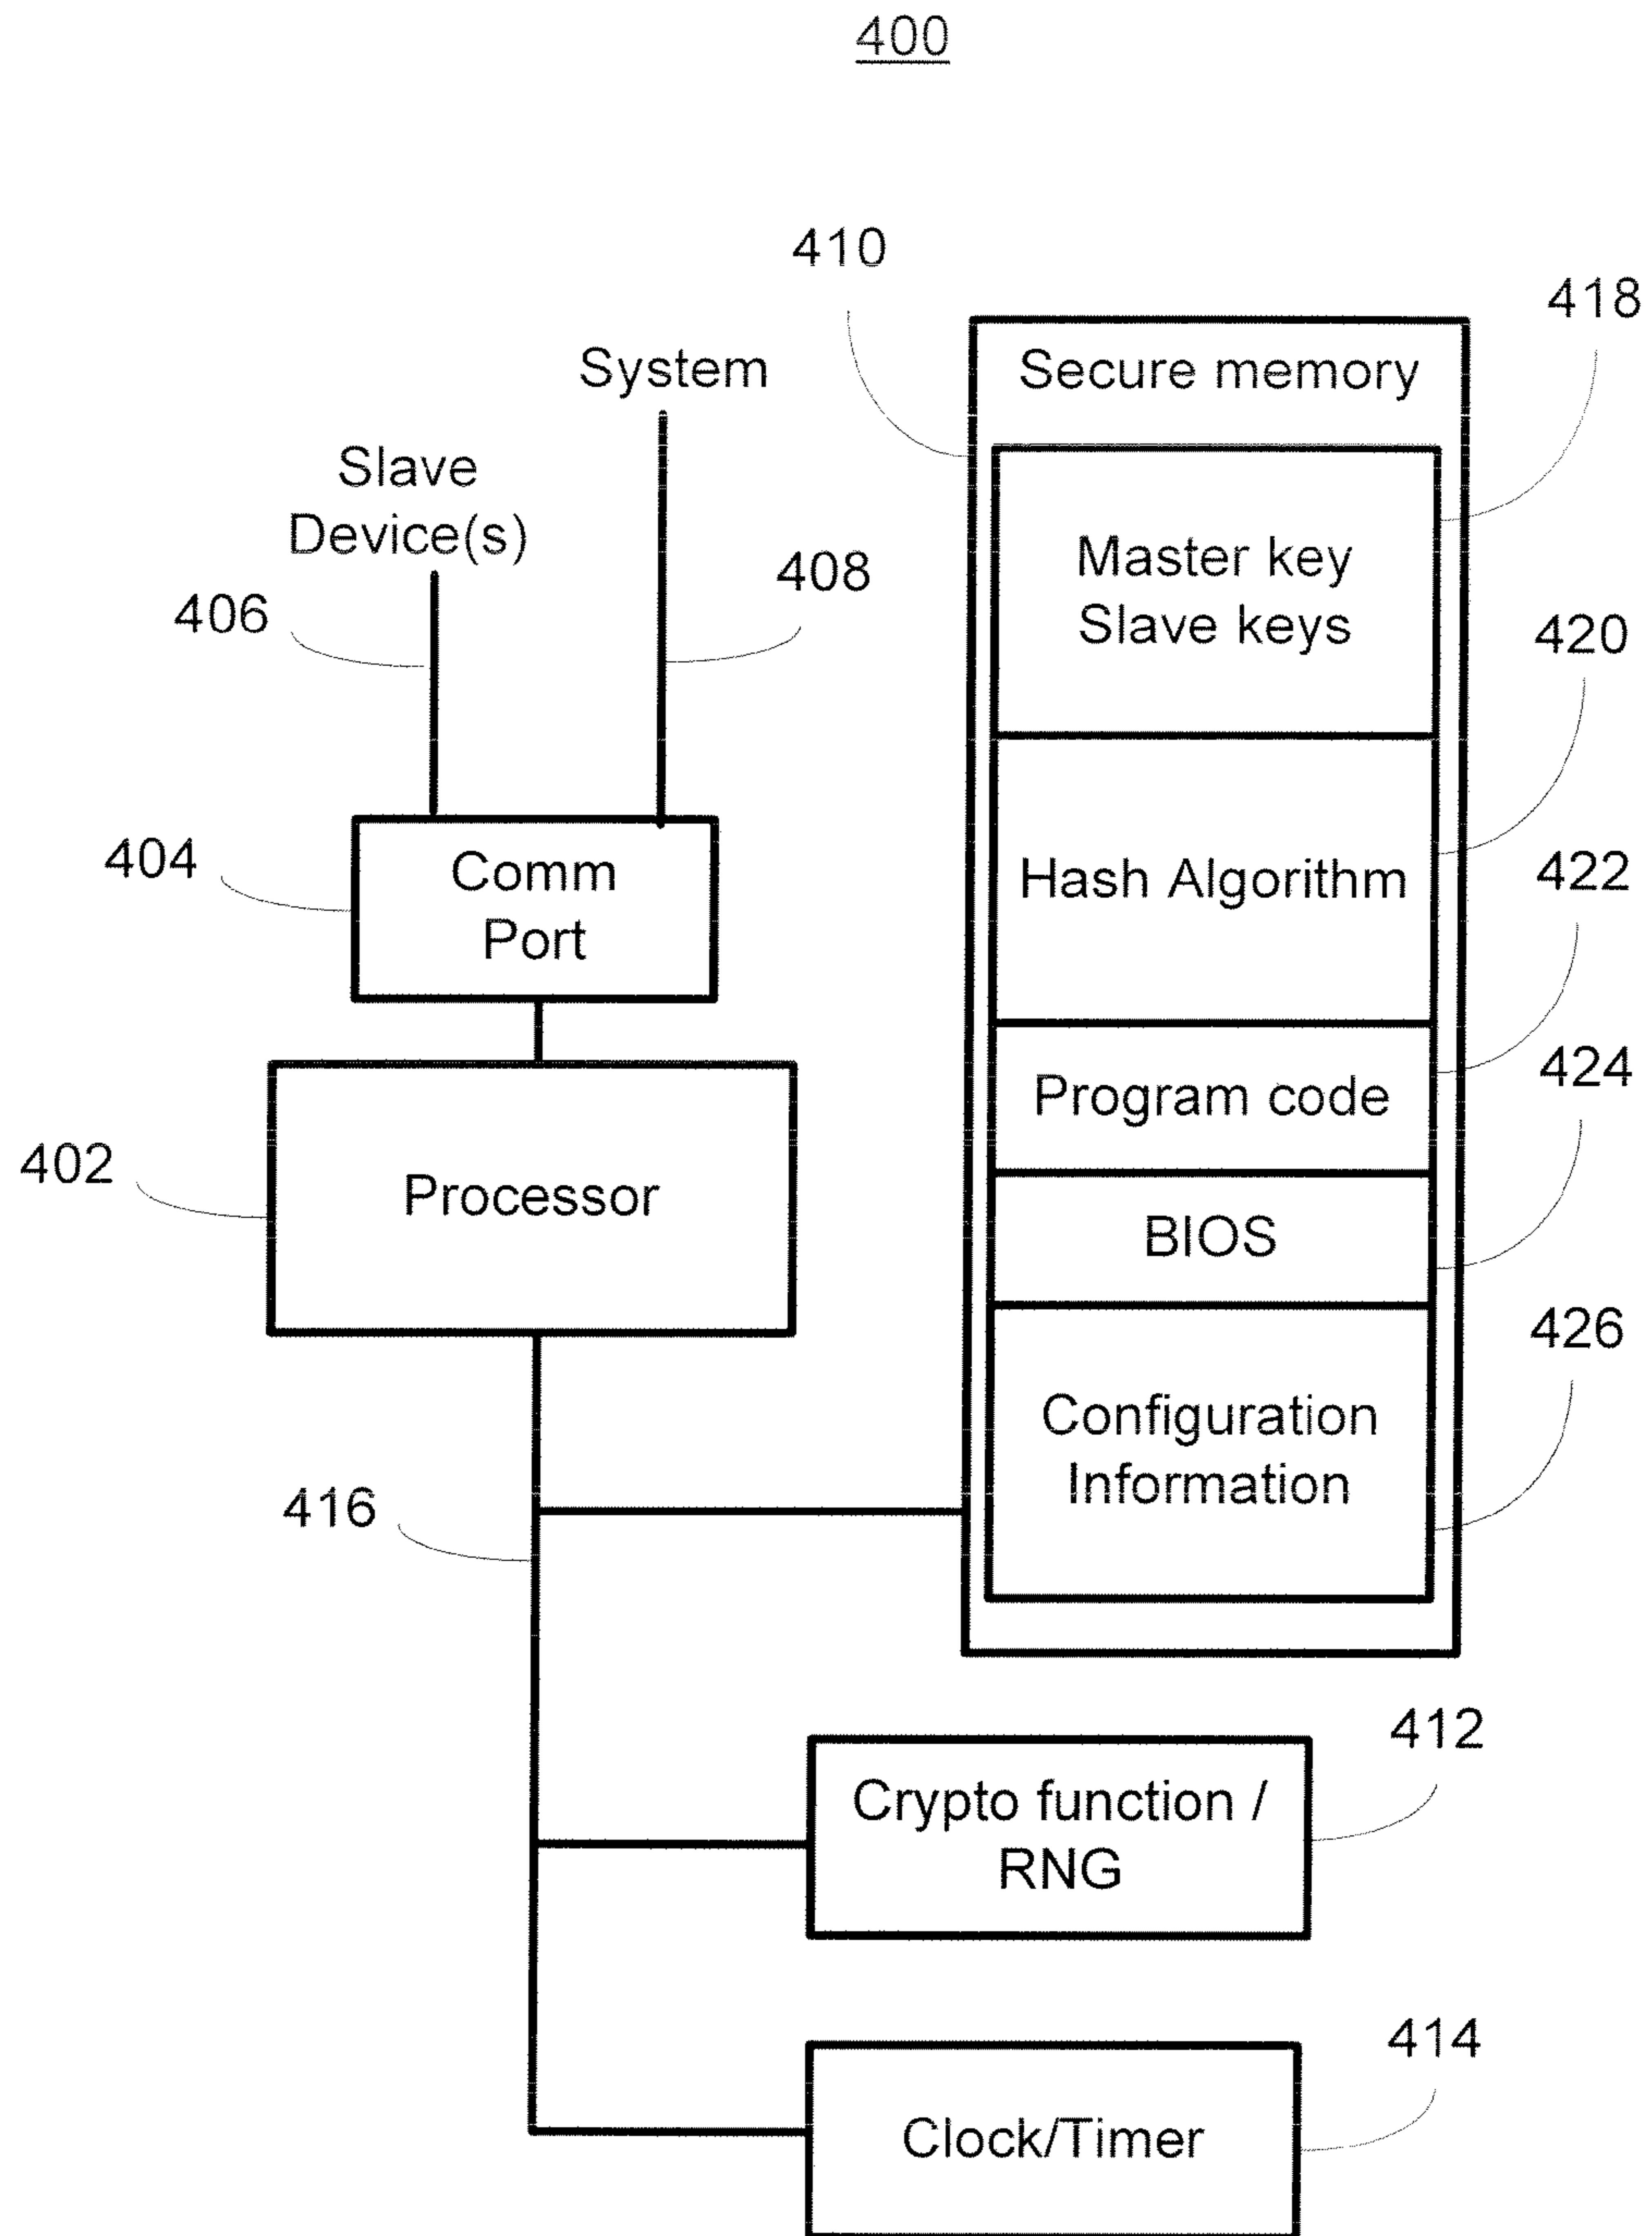 400
410
418
System
Secure memory
Slave
Device(s)
408
406
Master key
Slave keys
420
404
Comm
Port
Hash Algorithm
422
424
Program code
402
Processor
BIOS
426
Configuration
Information
416
412
Crypto function /
RNG
414
Clock/Timer